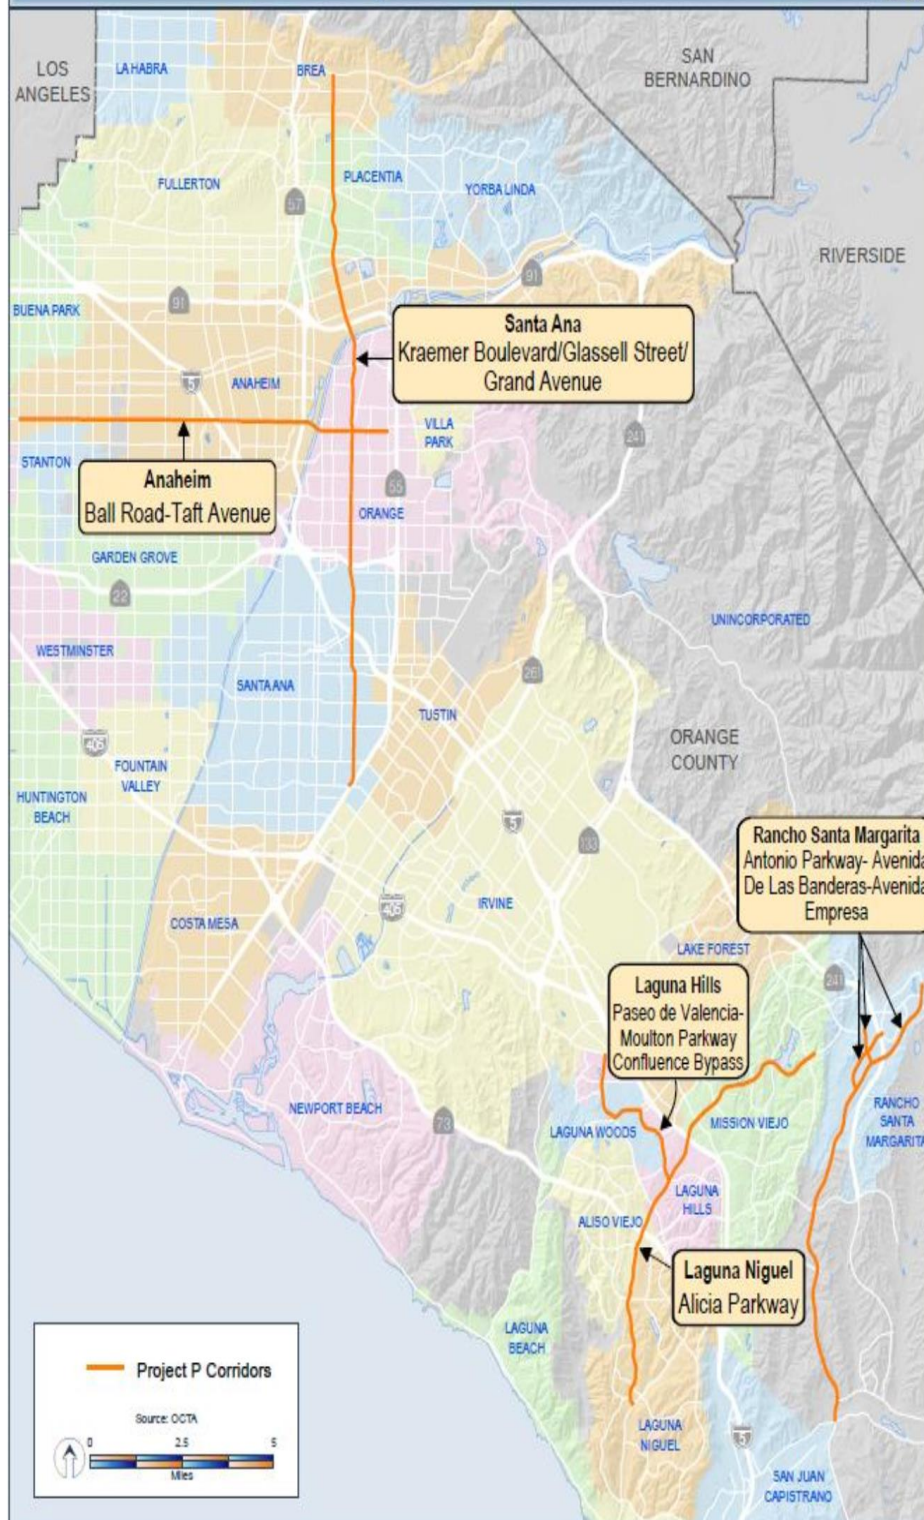 LOS
ANGELES
LA HABRA
BREA
SAN
BERNARDINO
FULLERTON
PLACENTIA
YORBA LINDA
57
RIVERSIDE
91
91
BUENA PARK
Santa Ana
Kraemer Boulevard/Glassell Street/
Grand Avenue
5
ANAHEIM
VILLA
PARK
241
STANTON
Anaheim
Ball Road-Taft Avenue
55
ORANGE
GARDEN GROVE
22
UNINCORPORATED
WESTMINSTER
SANTA ANA
261
TUSTIN
405
ORANGE
COUNTY
FOUNTAIN
VALLEY
HUNTINGTON
BEACH
5
133
Rancho Santa Margarita
Antonio Parkway- Avenida
De Las Banderas-Avenida
Empresa
IRVINE
405
COSTA MESA
LAKE FOREST
241
Laguna Hills
Paseo de Valencia-
Moulton Parkway
Confluence Bypass
NEWPORT BEACH
73
LAGUNA WOODS
MISSION VIEJO
RANCHO
SANTA
MARGARITA
LAGUNA
HILLS
ALISO VIEJO
Laguna Niguel
Alicia Parkway
LAGUNA
BEACH
Project P Corridors
Source: OCTA
0 2.5 5
Miles
LAGUNA
NIGUEL
5
SAN JUAN
CAPISTRANO